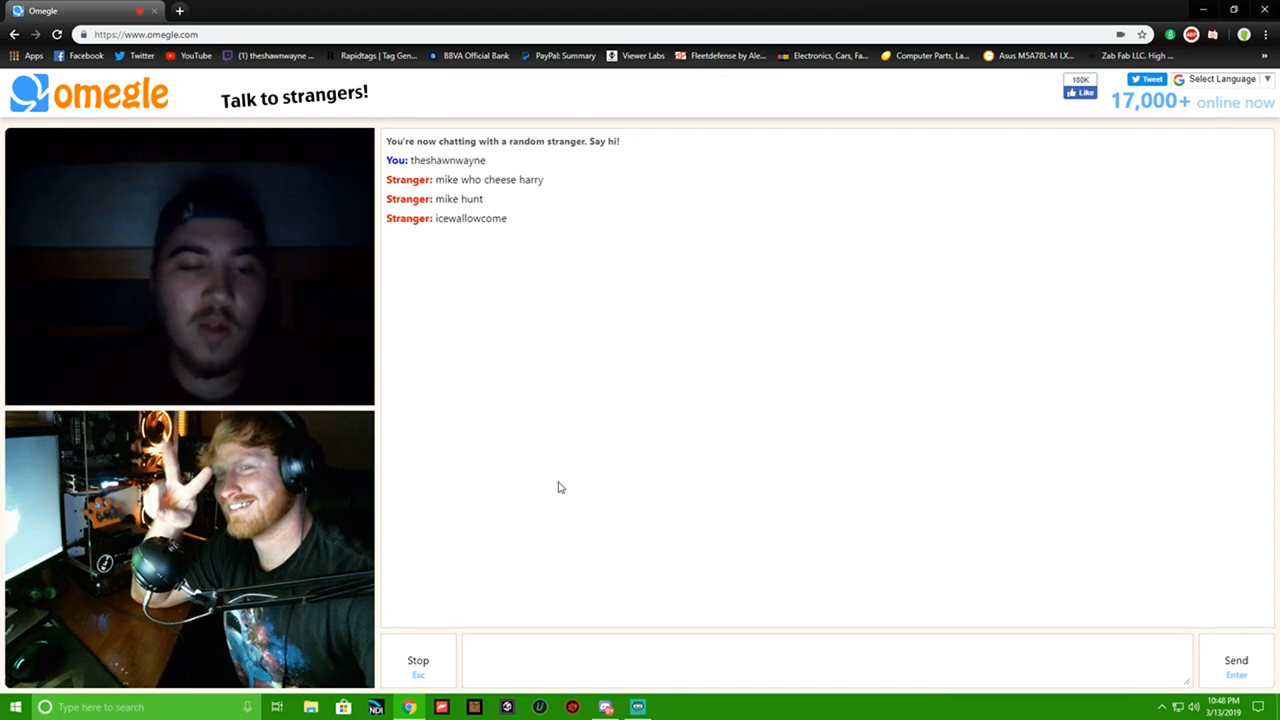 Omegle
https://www.omegle.com
Apps Facebook Twitter YouTube (1) theshawnwayne ... Rapidtags | Tag Gen... BBVA Official Bank PayPal: Summary Viewer Labs Fleetdefense by Ale... Electronics, Cars, Fa... Computer Parts, La... Asus M5A78L-M LX... Zab Fab LLC. High ...
omegle
Talk to strangers!
180K
Like
Tweet
Select Language
17,000+ online now
You're now chatting with a random stranger. Say hi!
You: theshawnwayne
Stranger: mike who cheese harry
Stranger: mike hunt
Stranger: icewallowcome
Stop
Esc
Send
Enter
Type here to search
NDI
10:48 PM
3/13/2019